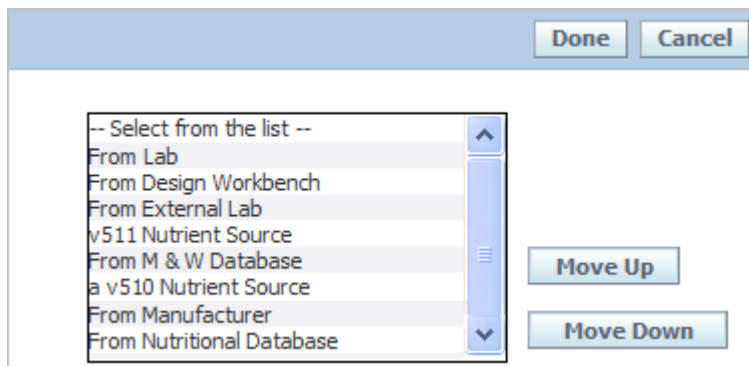 Done Cancel
-- Select from the list --
From Lab
From Design Workbench
From External Lab
v511 Nutrient Source
From M & W Database
a v510 Nutrient Source
From Manufacturer
From Nutritional Database
Move Up
Move Down